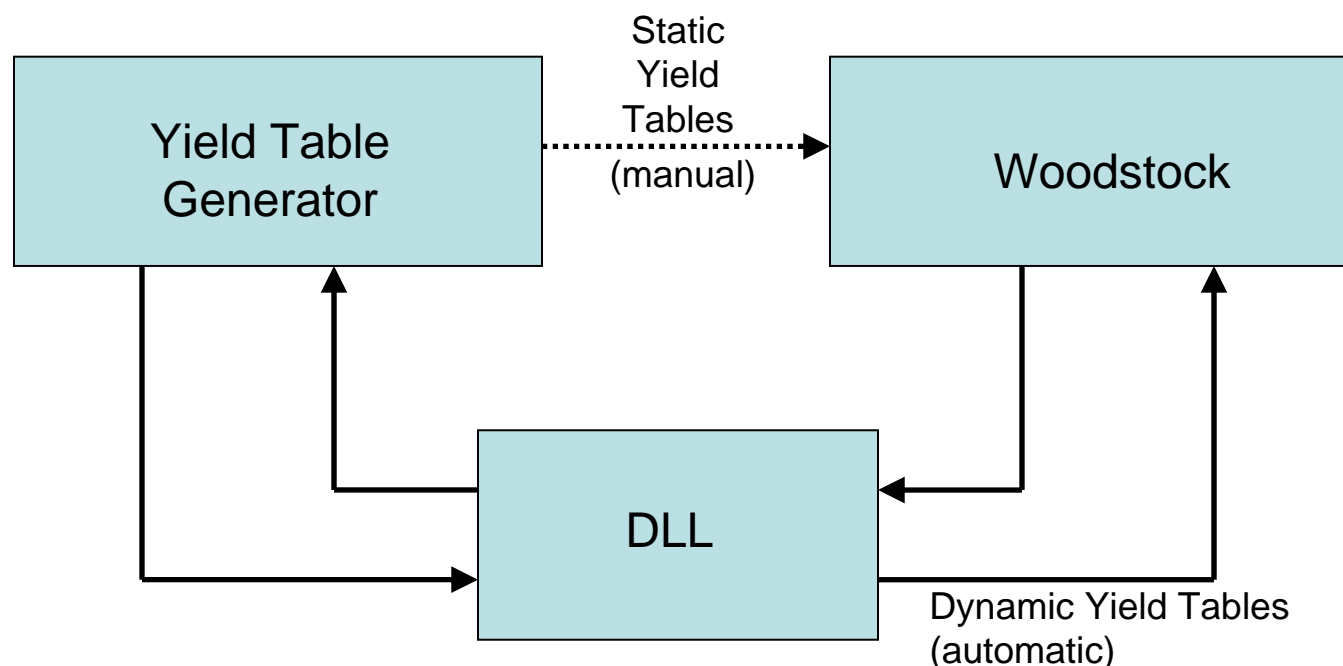 Static
Yield
Tables
(manual)
Yield Table
Generator
Woodstock
DLL
Dynamic Yield Tables
(automatic)